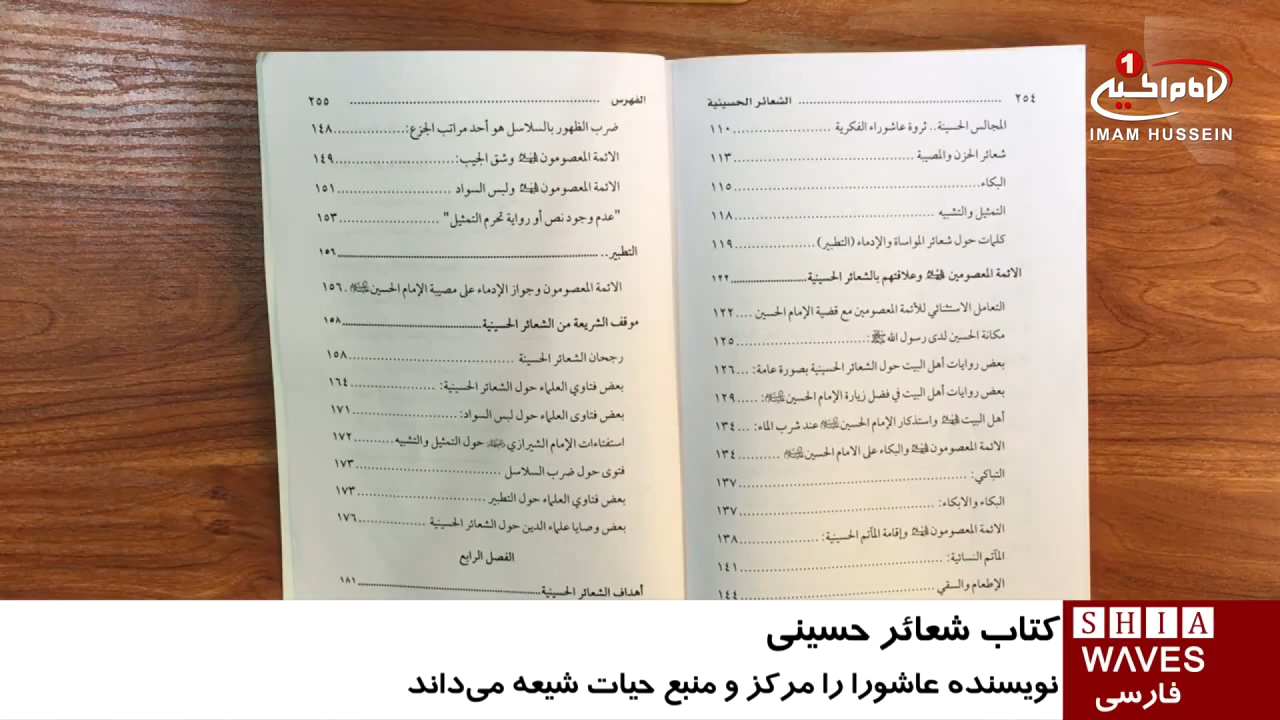 ٢٥٤ ........ الشعائر الحسينية
المجالس الحسينة.. ثروة عاشوراء الفكرية ........ ١١٠
شعائر الحزن والمصيبة ........ ١١٣
البكاء ........ ١١٥
التمثيل والتشبيه ........ ١١٨
كلمات حول شعائر المواساة والإدماء (التطبير) ........ ١١٩
الائمة المعصومين عليهم السلام وعلاقتهم بالشعائر الحسينية ........ ١٢٢
التعامل الاستثنائي للأئمة المعصومين مع قضية الإمام الحسين .... ١٢٢
مكانة الحسين لدى رسول الله ﷺ: ........ ١٢٥
بعض روايات أهل البيت حول الشعائر الحسينية بصورة عامة: ... ١٢٦
بعض روايات أهل البيت في فضل زيارة الإمام الحسين: ..... ١٢٩
أهل البيت واستذكار الإمام الحسين عند شرب الماء: ... ١٣٤
الائمة المعصومون والبكاء على الامام الحسين ........ ١٣٤
التباكي: ........ ١٣٧
البكاء والابكاء: ........ ١٣٧
الائمة المعصومون وإقامة المآتم الحسينية: ........ ١٣٨
المآتم النسائية: ........ ١٤١
الإطعام والسقي ........ ١٤٤
الفهرس ........ ٢٥٥
ضرب الظهور بالسلاسل هو أحد مراتب الجزع: ........ ١٤٨
الائمة المعصومون وشق الجيب: ........ ١٤٩
الائمة المعصومون ولبس السواد ........ ١٥١
"عدم وجود نص أو رواية تحرم التمثيل" ........ ١٥٣
التطبير.. ........ ١٥٦
الائمة المعصومون وجواز الإدماء على مصيبة الإمام الحسين . ١٥٦
موقف الشريعة من الشعائر الحسينية ........ ١٥٨
رجحان الشعائر الحسينة ........ ١٥٨
بعض فتاوي العلماء حول الشعائر الحسينية: ........ ١٦٤
بعض فتاوى العلماء حول لبس السواد: ........ ١٧١
استفتاءات الإمام الشيرازي حول التمثيل والتشبيه ........ ١٧٢
فتوى حول ضرب السلاسل ........ ١٧٣
بعض فتاوي العلماء حول التطبير ........ ١٧٣
بعض وصايا علماء الدين حول الشعائر الحسينية ........ ١٧٦
الفصل الرابع
أهداف الشعائر الحسينية ........ ١٨١
1
امام حسین
IMAM HUSSEIN
کتاب شعائر حسینی
نویسنده عاشورا را مرکز و منبع حیات شیعه می‌داند
SHIA
WAVES
فارسی